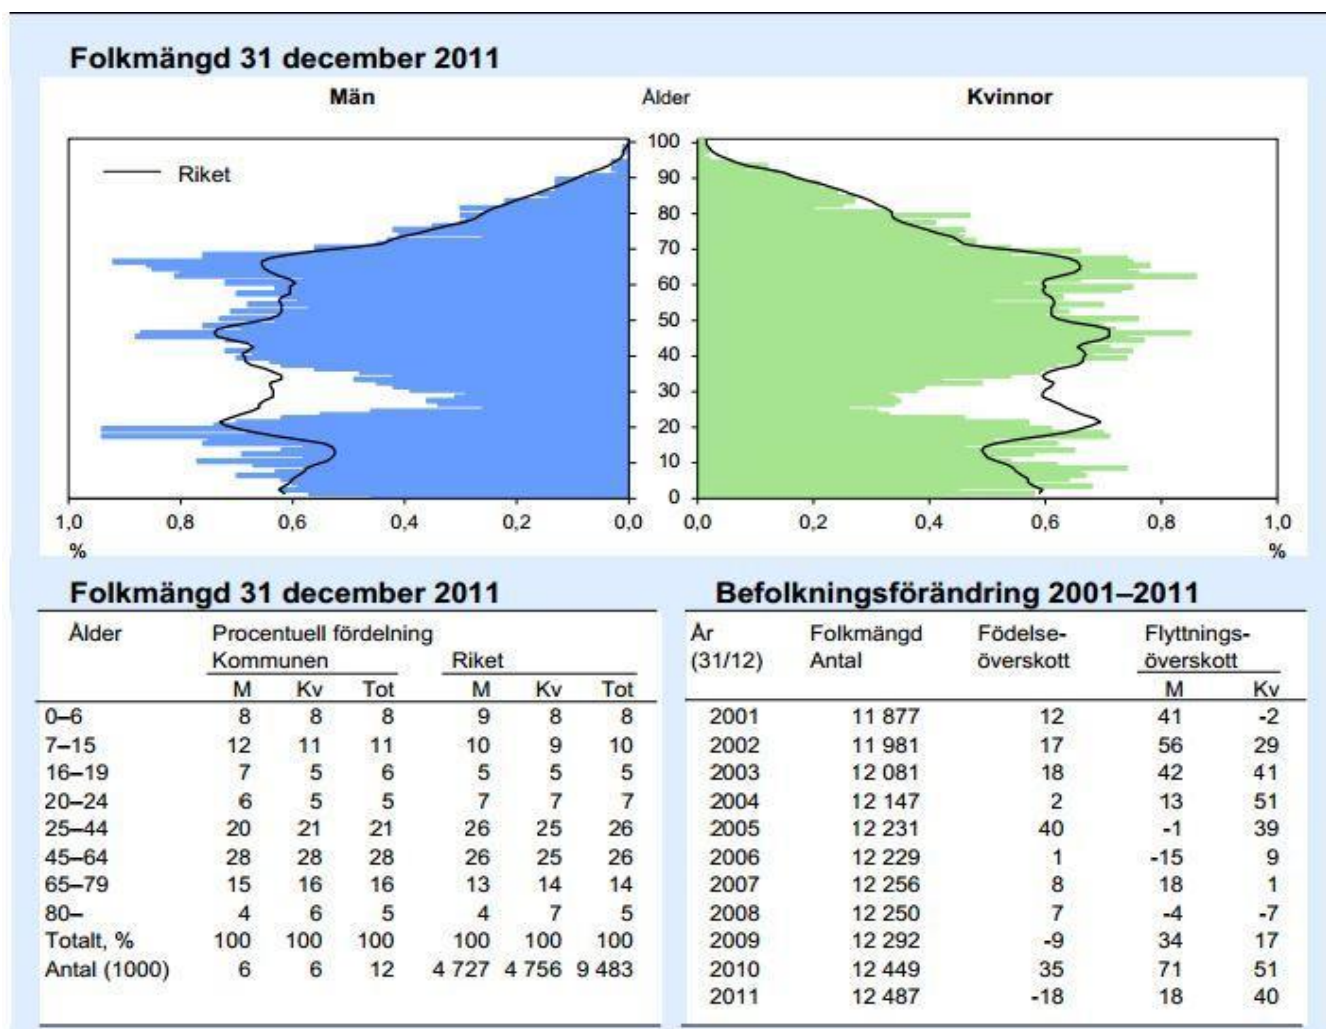 Folkmängd 31 december 2011
Män Ålder Kvinnor
Riket
100
90
80
70
60
50
40
30
20
10
0
1,0 0,8 0,6 0,4 0,2 0,0 0,0 0,2 0,4 0,6 0,8 1,0
% %
Folkmängd 31 december 2011
Ålder Procentuell fördelning
Kommunen Riket
M Kv Tot M Kv Tot
0–6 8 8 8 9 8 8
7–15 12 11 11 10 9 10
16–19 7 5 6 5 5 5
20–24 6 5 5 7 7 7
25–44 20 21 21 26 25 26
45–64 28 28 28 26 25 26
65–79 15 16 16 13 14 14
80– 4 6 5 4 7 5
Totalt, % 100 100 100 100 100 100
Antal (1000) 6 6 12 4 727 4 756 9 483
Befolkningsförändring 2001–2011
År Folkmängd Födelse- Flyttnings-
(31/12) Antal överskott överskott
M Kv
2001 11 877 12 41 -2
2002 11 981 17 56 29
2003 12 081 18 42 41
2004 12 147 2 13 51
2005 12 231 40 -1 39
2006 12 229 1 -15 9
2007 12 256 8 18 1
2008 12 250 7 -4 -7
2009 12 292 -9 34 17
2010 12 449 35 71 51
2011 12 487 -18 18 40